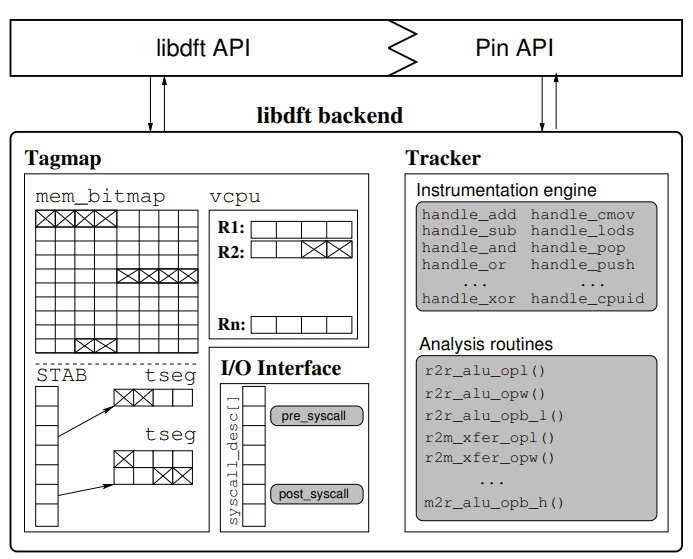 libdft API
Pin API
libdft backend
Tagmap
mem_bitmap
vcpu
R1:
R2:
Rn:
STAB
tseg
tseg
I/O Interface
syscall_desc[]
pre_syscall
post_syscall
Tracker
Instrumentation engine
handle_add handle_cmov
handle_sub handle_lods
handle_and handle_pop
handle_or handle_push
... ...
handle_xor handle_cpuid
Analysis routines
r2r_alu_opl()
r2r_alu_opw()
r2r_alu_opb_l()
r2m_xfer_opl()
r2m_xfer_opw()
...
m2r_alu_opb_h()